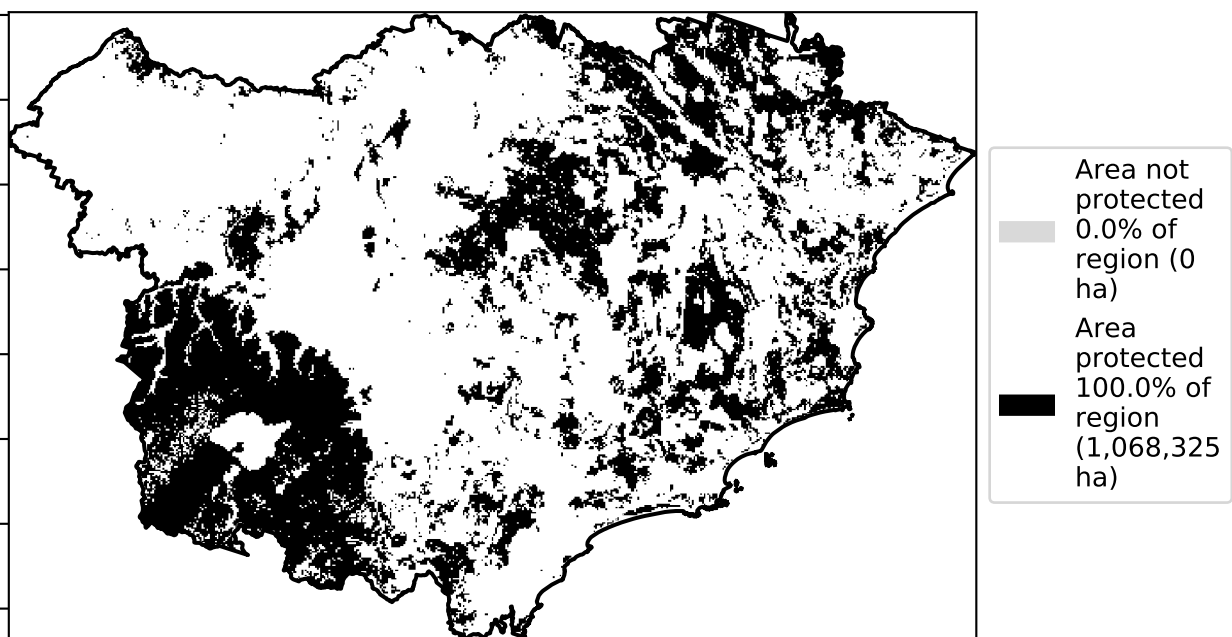 Area not
protected
0.0% of
region (0
ha)
Area
protected
100.0% of
region
(1,068,325
ha)